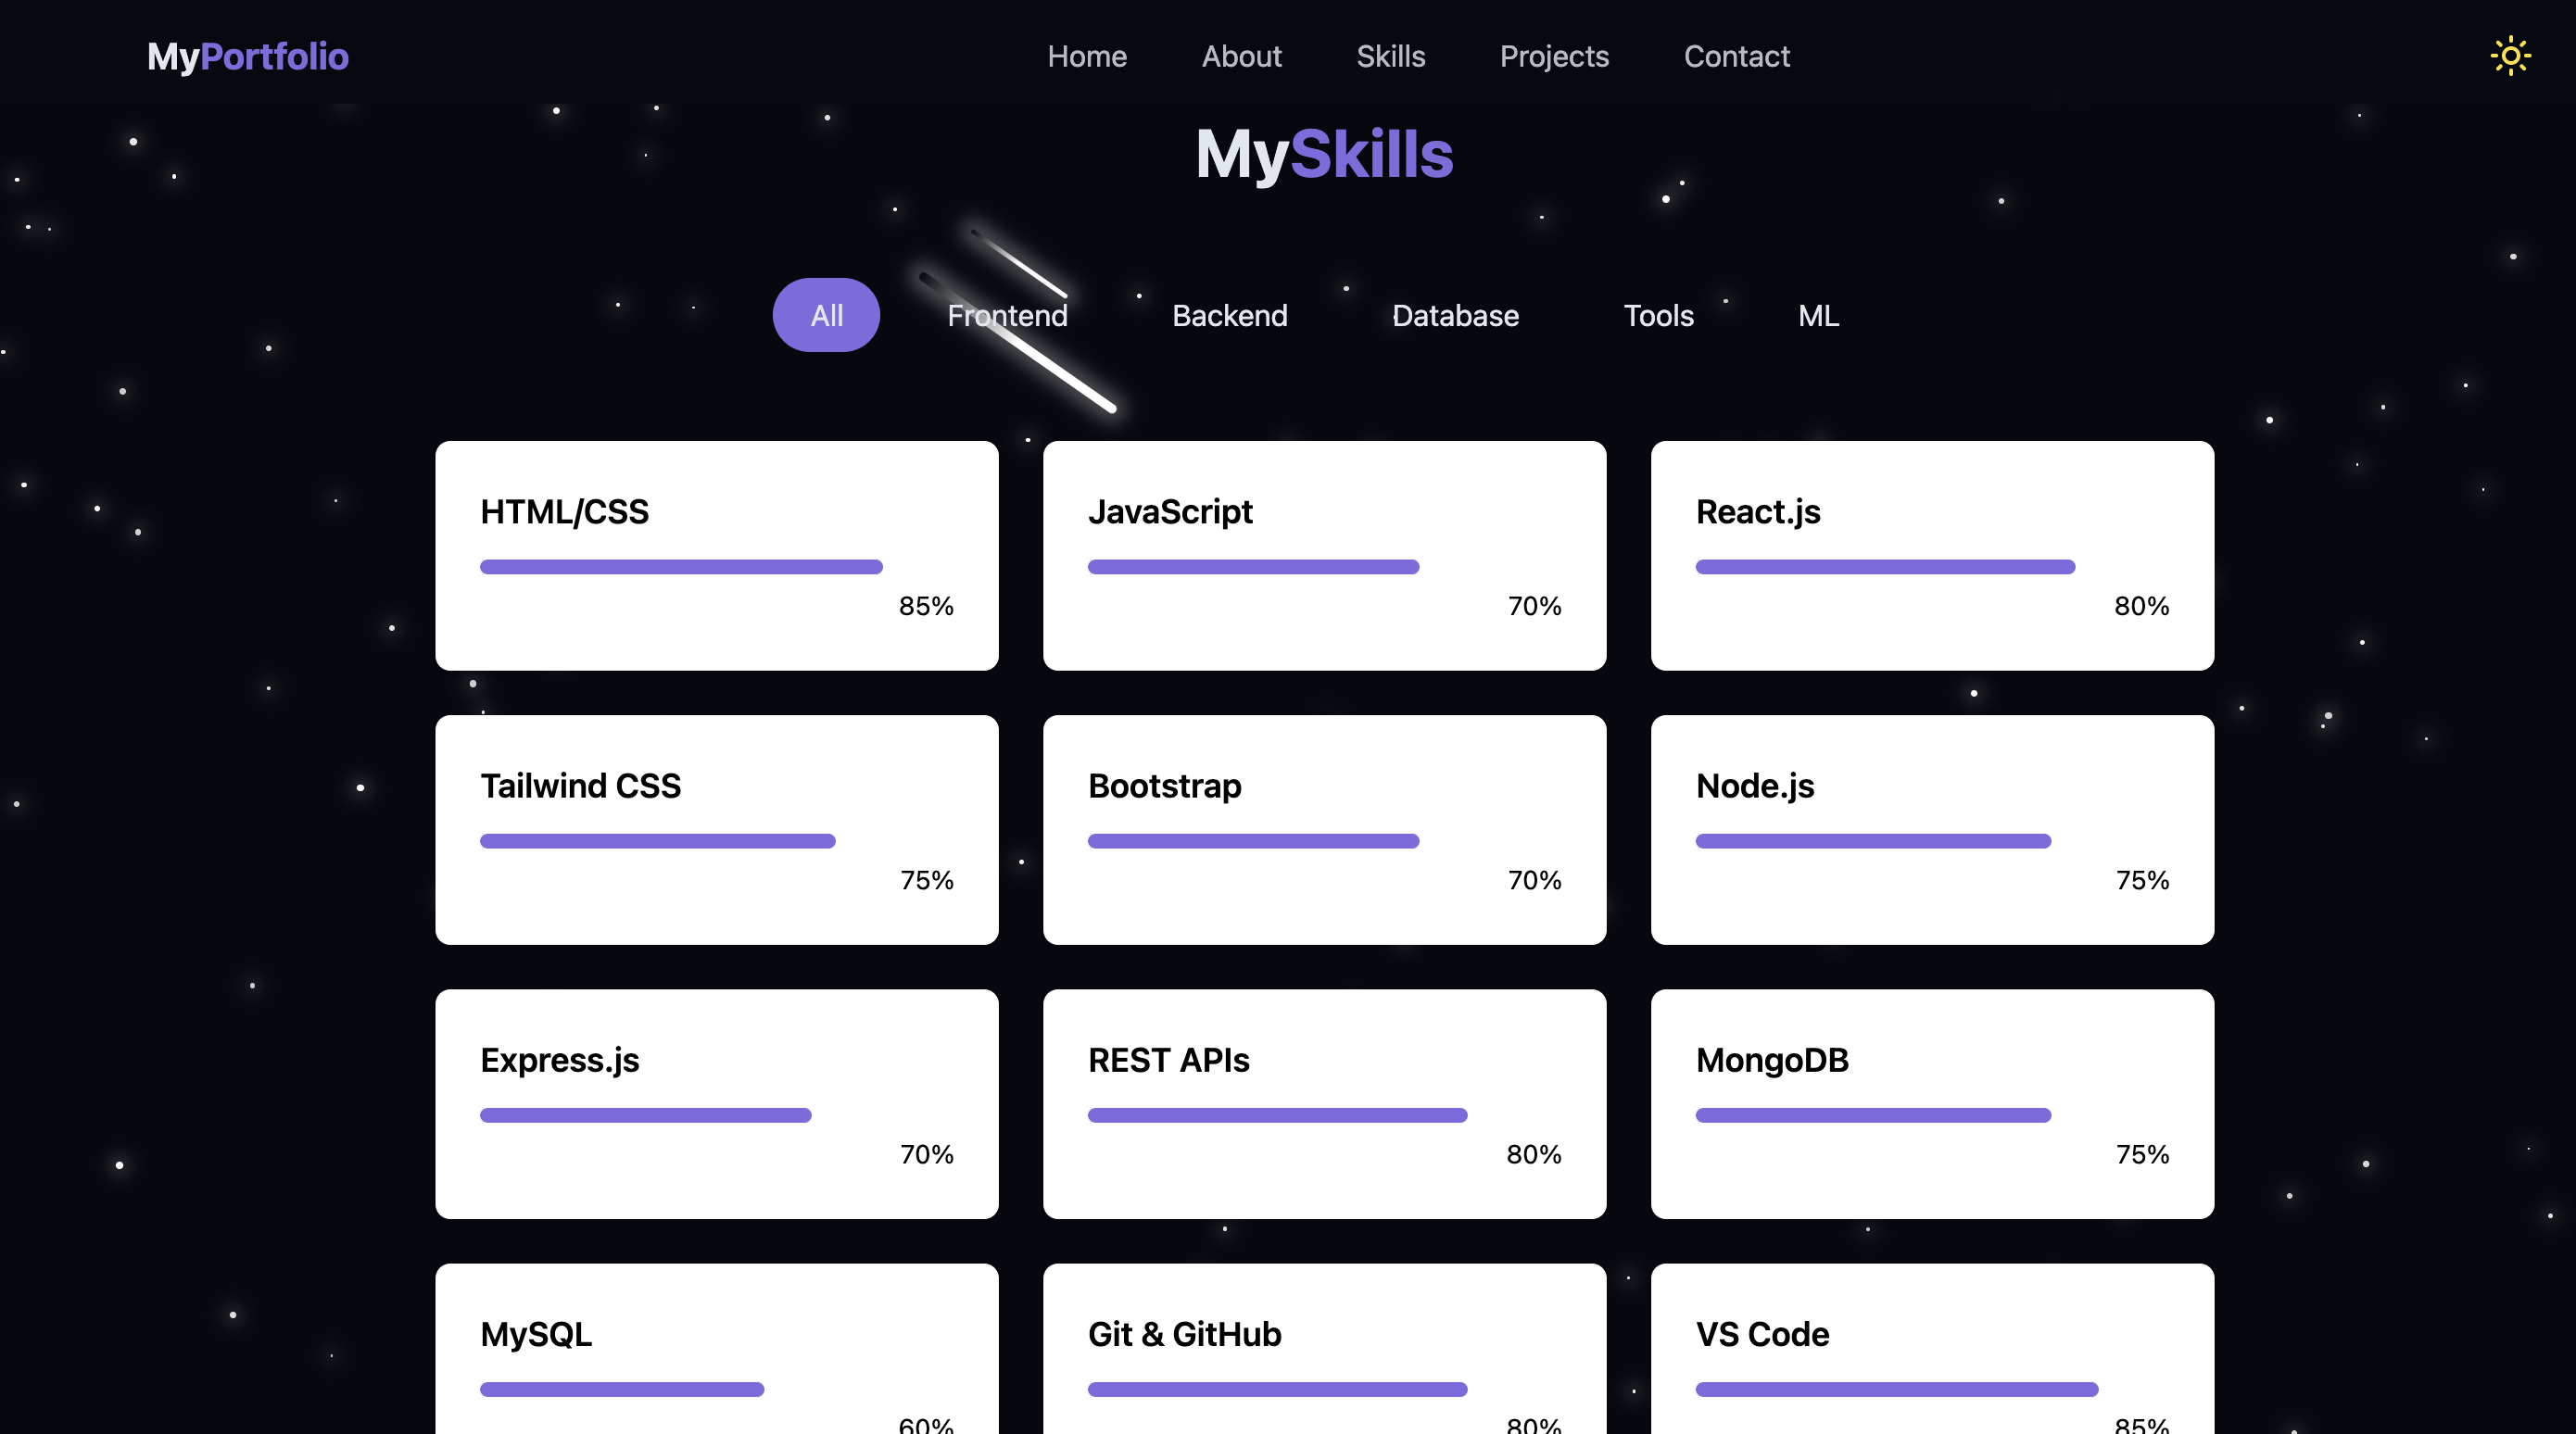 MyPortfolio
Home About Skills Projects Contact
MySkills
All Frontend Backend Database Tools ML
HTML/CSS
85%
JavaScript
70%
React.js
80%
Tailwind CSS
75%
Bootstrap
70%
Node.js
75%
Express.js
70%
REST APIs
80%
MongoDB
75%
MySQL
60%
Git & GitHub
80%
VS Code
85%